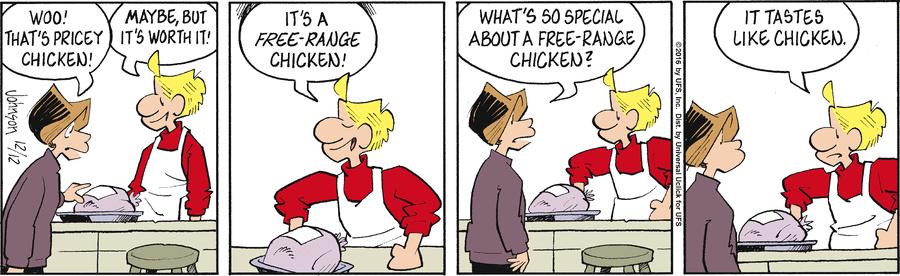 WOO!
THAT'S PRICEY
CHICKEN!
MAYBE, BUT
IT'S WORTH IT!
Johnson 12/12
IT'S A
FREE-RANGE
CHICKEN!
WHAT'S SO SPECIAL
ABOUT A FREE-RANGE
CHICKEN?
©2016 by UFS, Inc. Dist. by Universal Uclick for UFS
IT TASTES
LIKE CHICKEN.